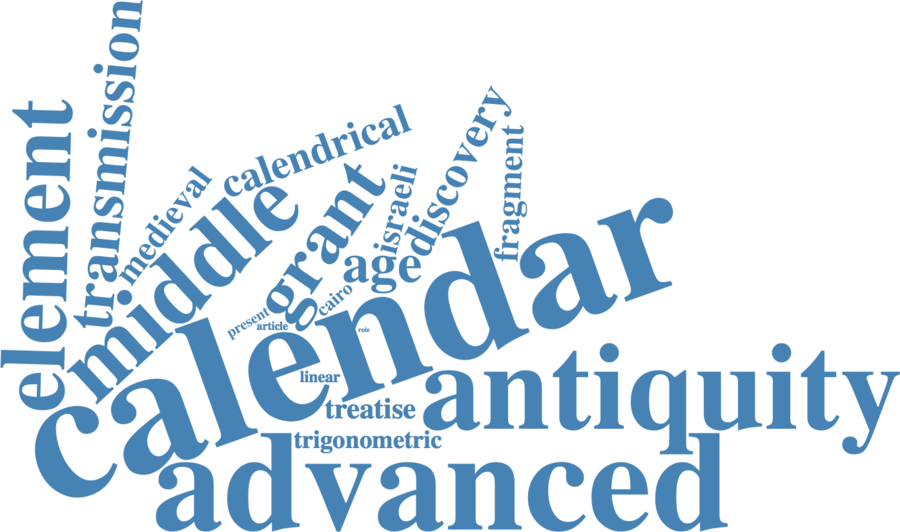 element
transmission
medieval
calendrical
middle
grant
israeli
age
discovery
fragment
cairo
present
article
role
calendar
linear
treatise
antiquity
trigonometric
advanced